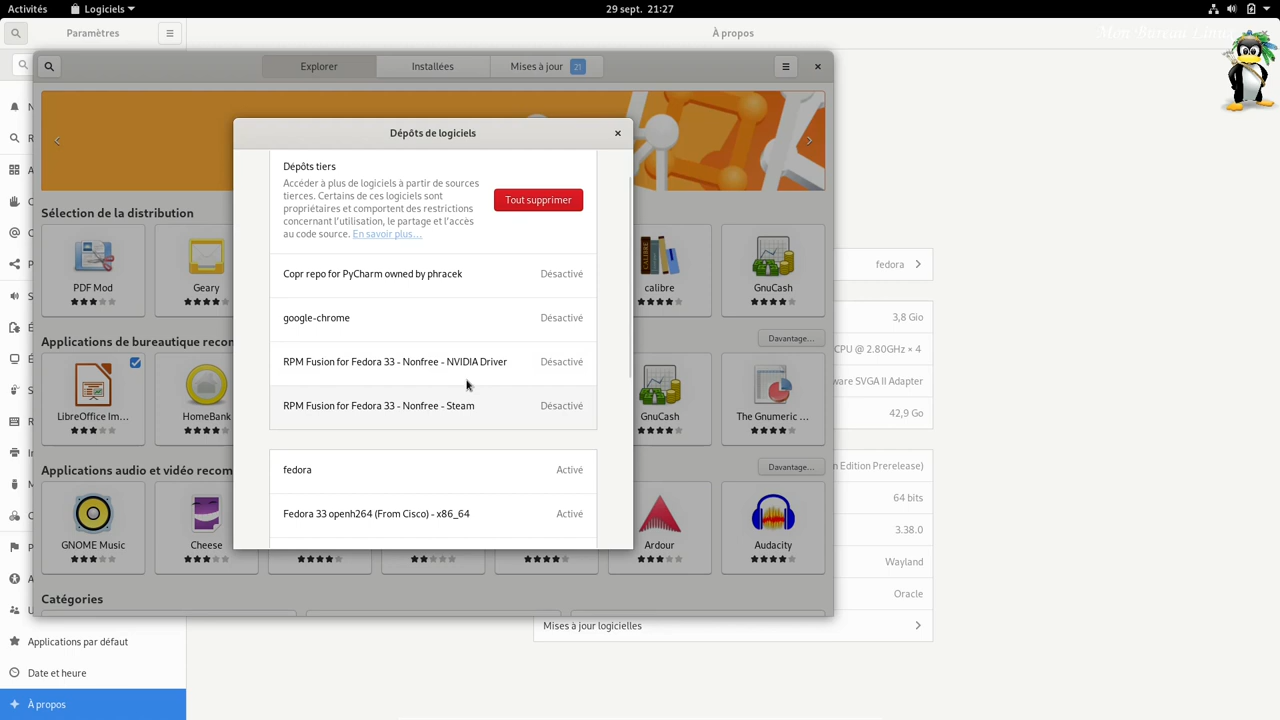 Activités
Logiciels
29 sept. 21:27
Paramètres
À propos
Explorer
Installées
Mises à jour 21
Dépôts de logiciels
Dépôts tiers
Accéder à plus de logiciels à partir de sources
tierces. Certains de ces logiciels sont
propriétaires et comportent des restrictions
concernant l'utilisation, le partage et l'accès
au code source. En savoir plus…
Tout supprimer
Copr repo for PyCharm owned by phracek Désactivé
google-chrome Désactivé
RPM Fusion for Fedora 33 - Nonfree - NVIDIA Driver Désactivé
RPM Fusion for Fedora 33 - Nonfree - Steam Désactivé
fedora Activé
Fedora 33 openh264 (From Cisco) - x86_64 Activé
Sélection de la distribution
PDF Mod
Geary
calibre
GnuCash
Applications de bureautique recom
Davantage…
LibreOffice Im…
HomeBank
GnuCash
The Gnumeric …
Applications audio et vidéo recom
Davantage…
GNOME Music
Cheese
Ardour
Audacity
Catégories
fedora
3,8 Gio
CPU @ 2.80GHz × 4
ware SVGA II Adapter
42,9 Go
n Edition Prerelease)
64 bits
3.38.0
Wayland
Oracle
Mises à jour logicielles
Applications par défaut
Date et heure
À propos